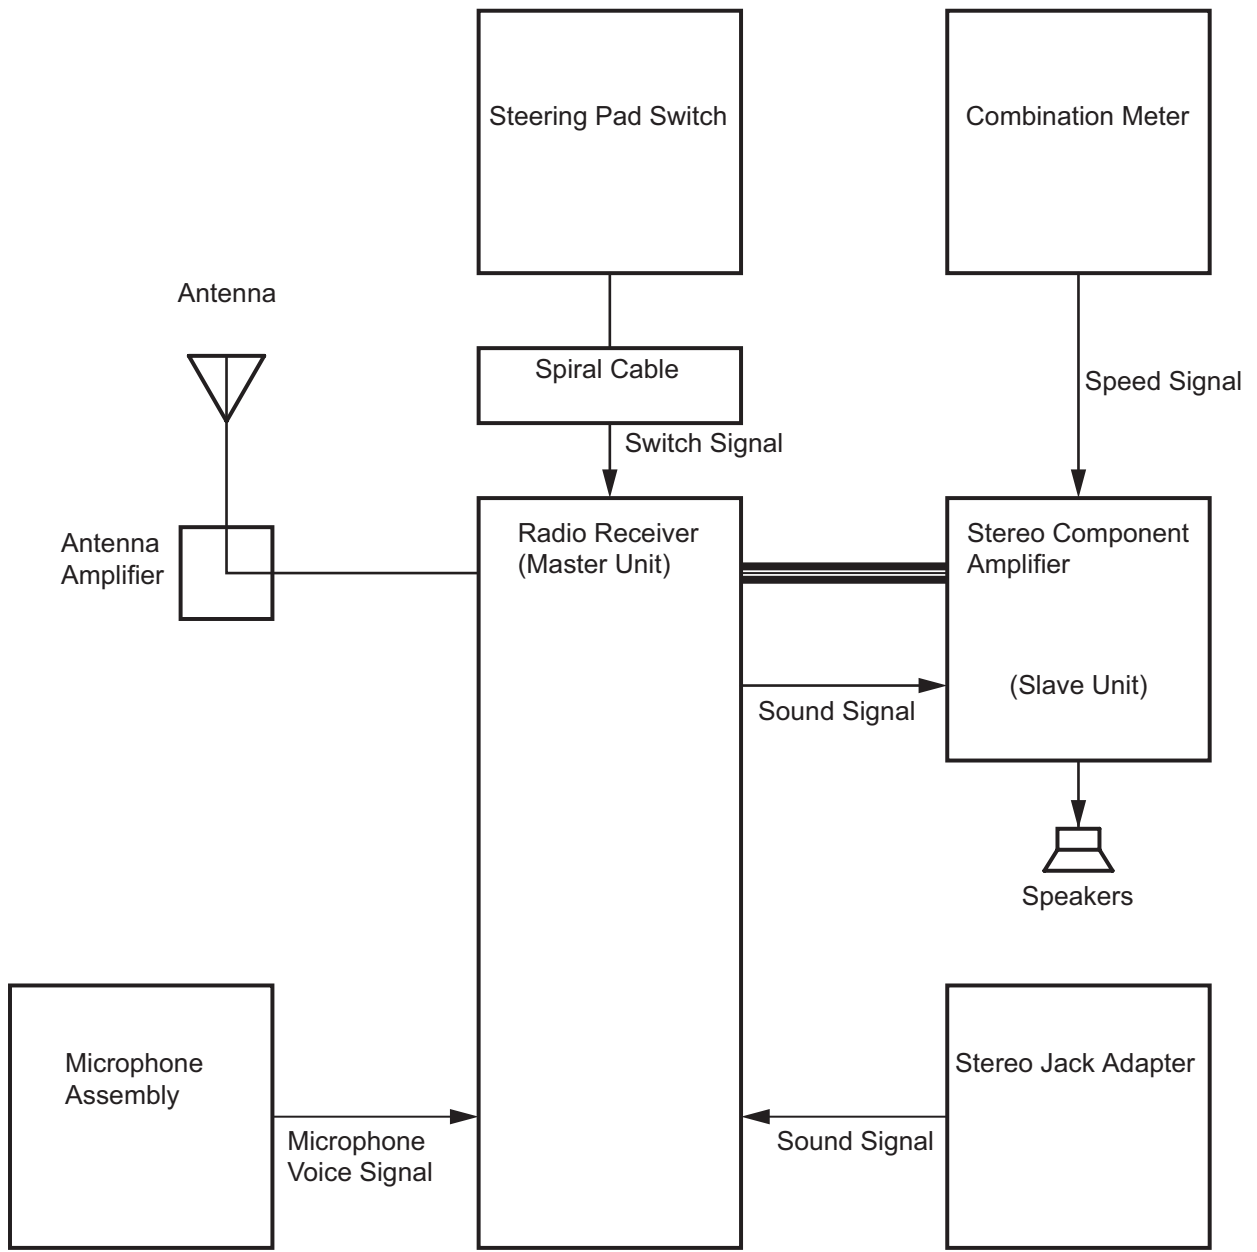 Steering Pad Switch
Combination Meter
Antenna
Spiral Cable
Speed Signal
Switch Signal
Antenna
Amplifier
Radio Receiver
(Master Unit)
Stereo Component
Amplifier
(Slave Unit)
Sound Signal
Speakers
Microphone
Assembly
Stereo Jack Adapter
Microphone
Voice Signal
Sound Signal